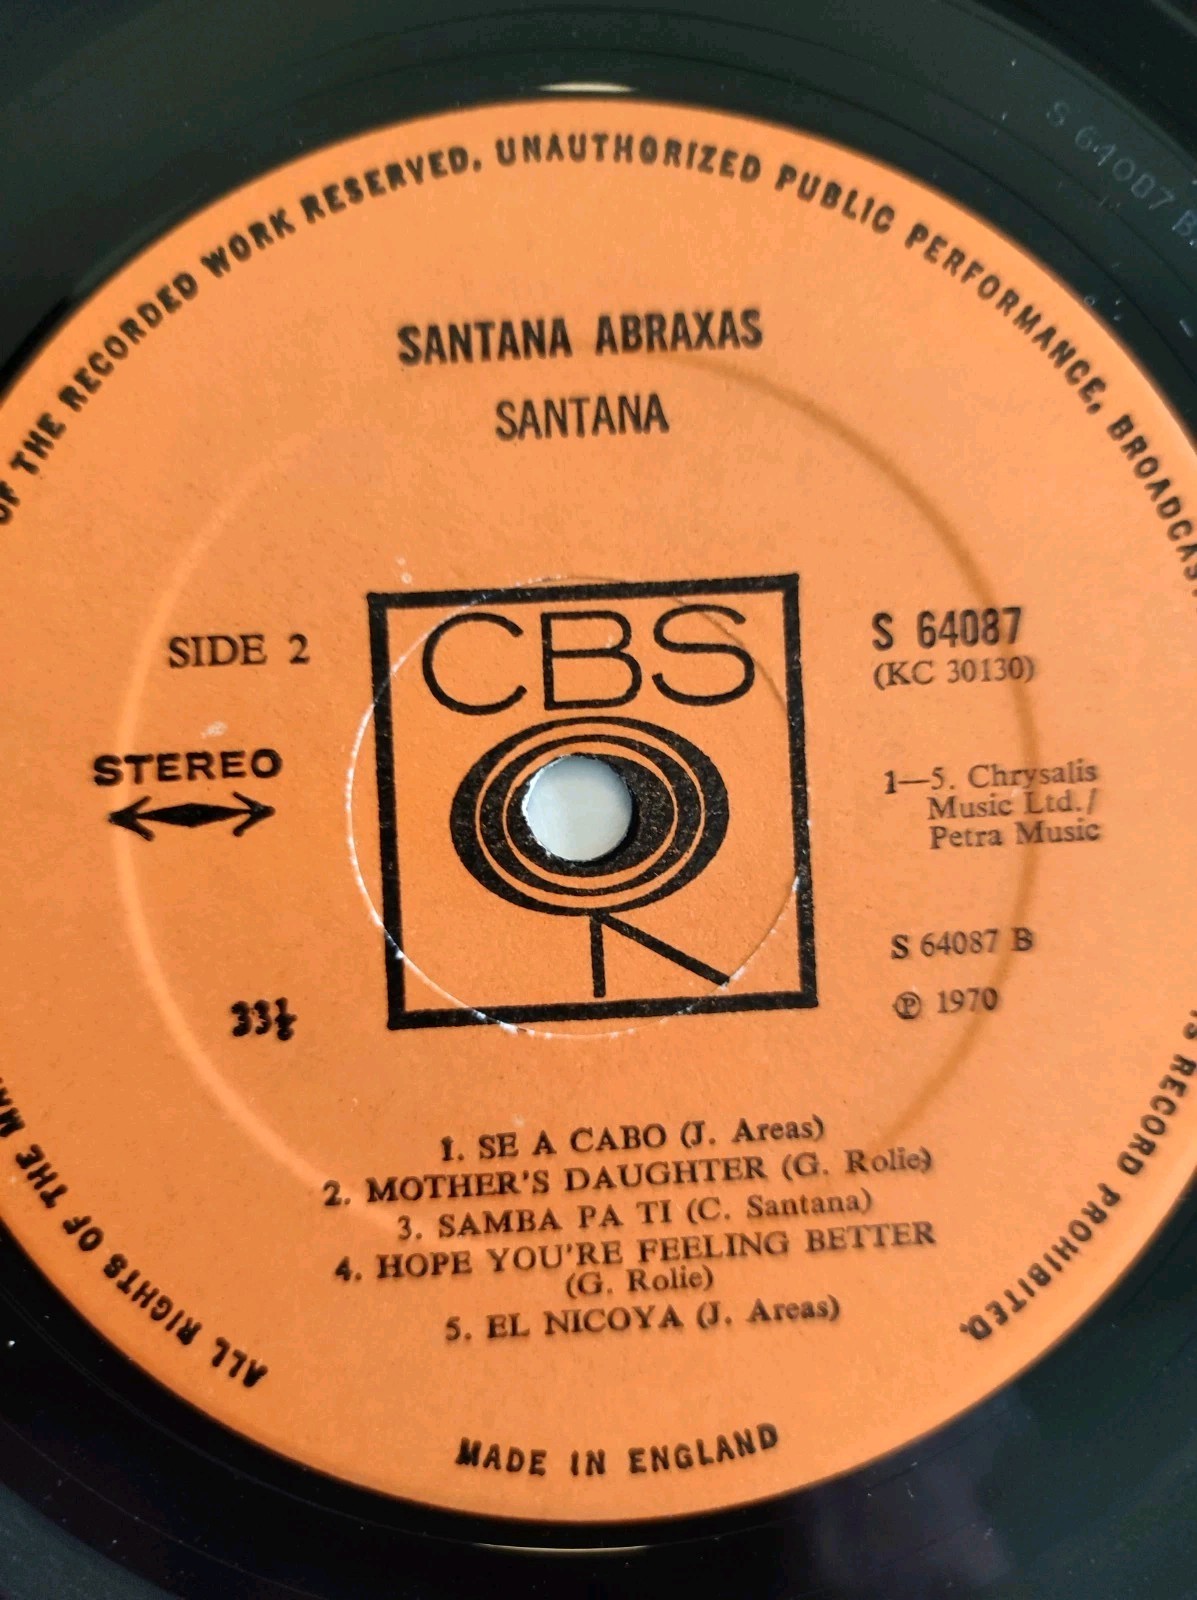 OF THE RECORDED WORK RESERVED. UNAUTHORIZED PUBLIC PERFORMANCE, BROADCAS
SANTANA ABRAXAS
SANTANA
CBS
SIDE 2
S 64087
(KC 30130)
STEREO
1—5. Chrysalis
Music Ltd./
Petra Music
S 64087 B
33⅓
℗ 1970
1. SE A CABO (J. Areas)
2. MOTHER'S DAUGHTER (G. Rolie)
3. SAMBA PA TI (C. Santana)
4. HOPE YOU'RE FEELING BETTER
(G. Rolie)
5. EL NICOYA (J. Areas)
ALL RIGHTS OF THE
RECORD PROHIBITED.
MADE IN ENGLAND
S 64087 B